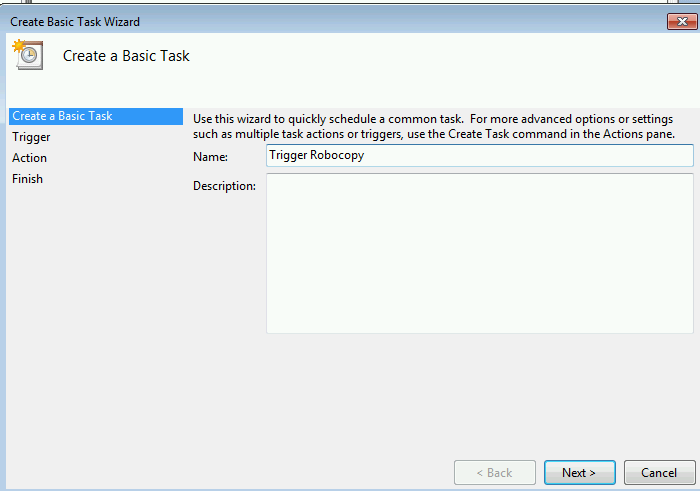 Create Basic Task Wizard
Create a Basic Task
Create a Basic Task
Trigger
Action
Finish
Use this wizard to quickly schedule a common task.  For more advanced options or settings
such as multiple task actions or triggers, use the Create Task command in the Actions pane.
Name:
Trigger Robocopy
Description:
< Back
Next >
Cancel